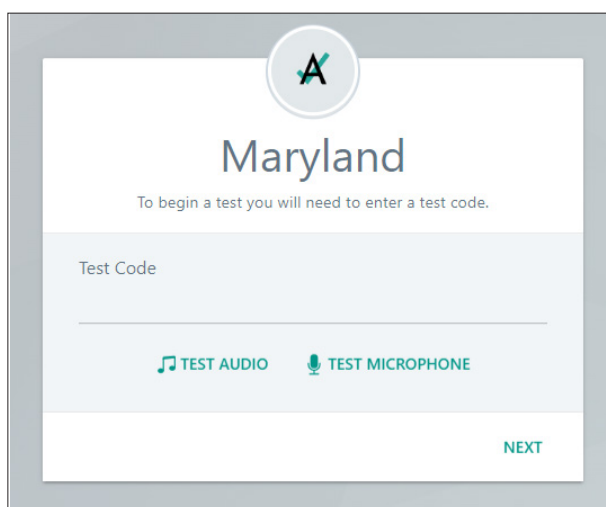 A
Maryland
To begin a test you will need to enter a test code.
Test Code
TEST AUDIO
TEST MICROPHONE
NEXT